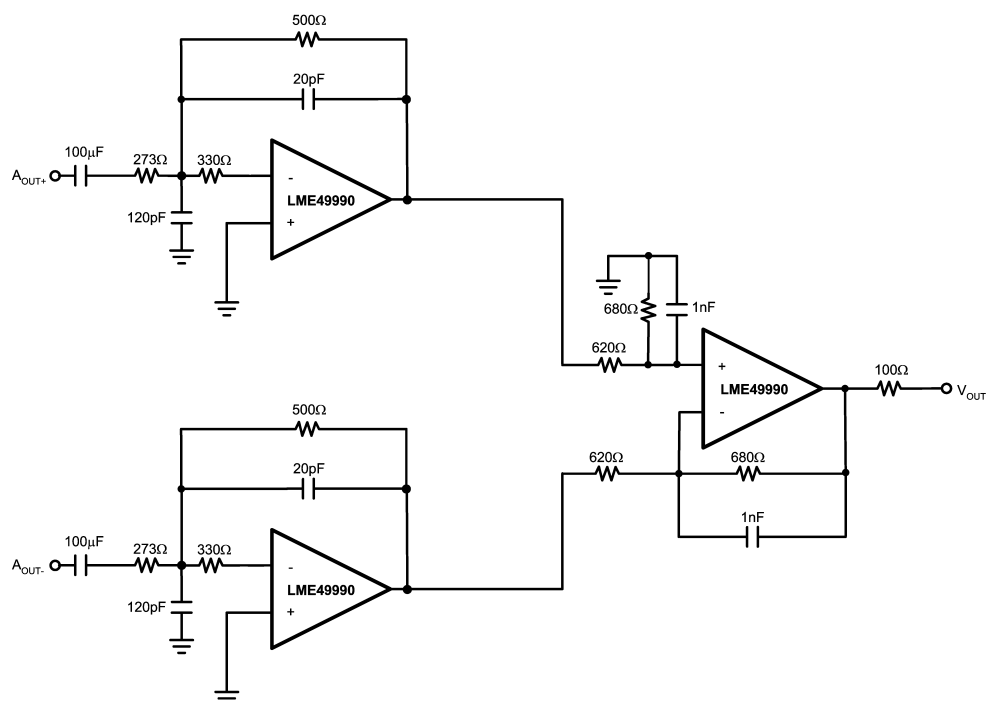 500Ω
20pF
100µF
273Ω
330Ω
AOUT+
-
LME49990
+
120pF
680Ω
1nF
620Ω
+
LME49990
-
100Ω
VOUT
500Ω
620Ω
680Ω
20pF
1nF
100µF
273Ω
330Ω
AOUT-
-
LME49990
+
120pF